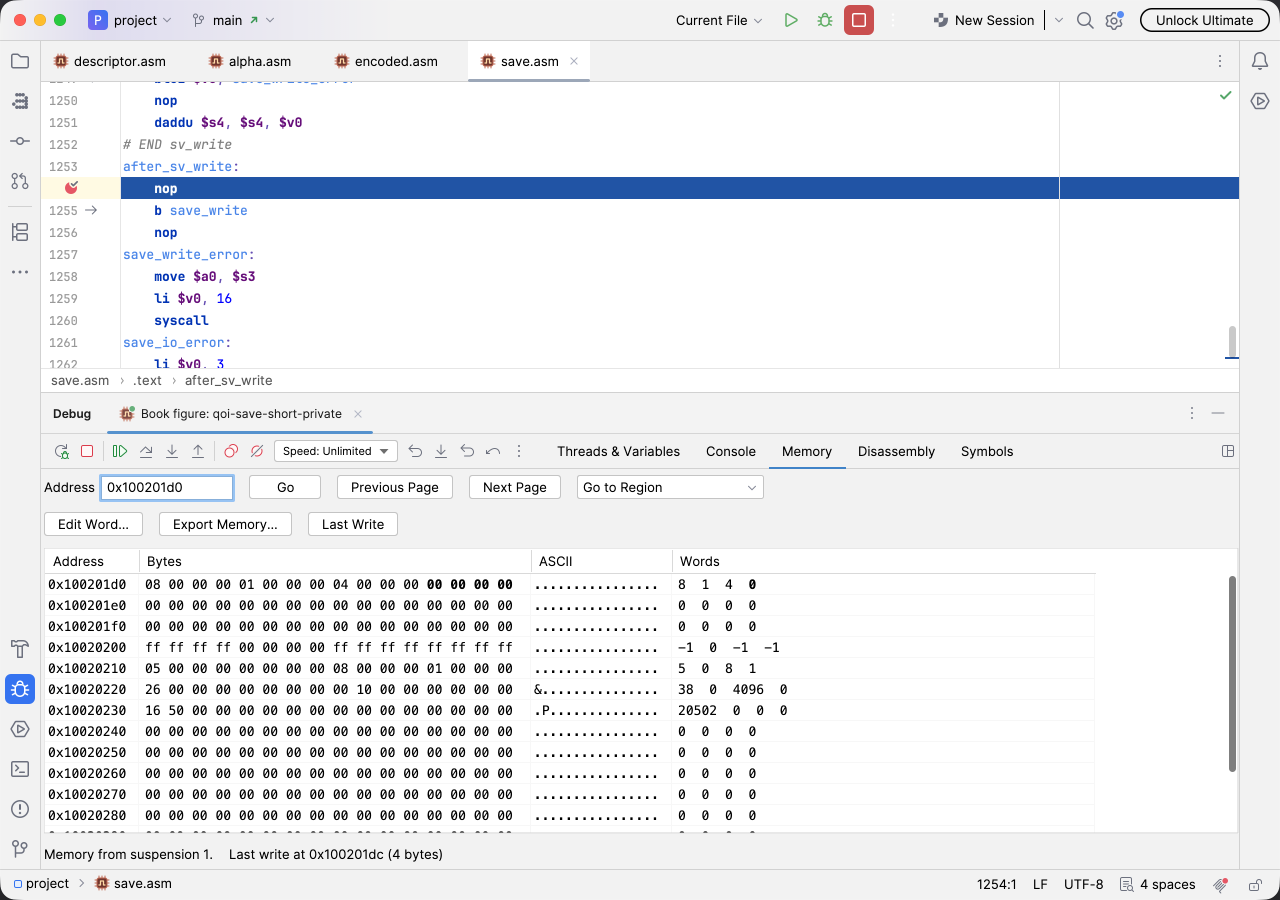 P project main Current File New Session Unlock Ultimate
descriptor.asm alpha.asm encoded.asm save.asm
1250 nop
1251 daddu $s4, $s4, $v0
1252 # END sv_write
1253 after_sv_write:
nop
1255 b save_write
1256 nop
1257 save_write_error:
1258 move $a0, $s3
1259 li $v0, 16
1260 syscall
1261 save_io_error:
1262 li $v0, 3
save.asm › .text › after_sv_write
Debug Book figure: qoi-save-short-private
Speed: Unlimited Threads & Variables Console Memory Disassembly Symbols
Address 0x100201d0 Go Previous Page Next Page Go to Region
Edit Word... Export Memory... Last Write
Address Bytes ASCII Words
0x100201d0 08 00 00 00 01 00 00 00 04 00 00 00 00 00 00 00 ................ 8 1 4 0
0x100201e0 00 00 00 00 00 00 00 00 00 00 00 00 00 00 00 00 ................ 0 0 0 0
0x100201f0 00 00 00 00 00 00 00 00 00 00 00 00 00 00 00 00 ................ 0 0 0 0
0x10020200 ff ff ff ff 00 00 00 00 ff ff ff ff ff ff ff ff ................ -1 0 -1 -1
0x10020210 05 00 00 00 00 00 00 00 08 00 00 00 01 00 00 00 ................ 5 0 8 1
0x10020220 26 00 00 00 00 00 00 00 00 10 00 00 00 00 00 00 &............... 38 0 4096 0
0x10020230 16 50 00 00 00 00 00 00 00 00 00 00 00 00 00 00 .P.............. 20502 0 0 0
0x10020240 00 00 00 00 00 00 00 00 00 00 00 00 00 00 00 00 ................ 0 0 0 0
0x10020250 00 00 00 00 00 00 00 00 00 00 00 00 00 00 00 00 ................ 0 0 0 0
0x10020260 00 00 00 00 00 00 00 00 00 00 00 00 00 00 00 00 ................ 0 0 0 0
0x10020270 00 00 00 00 00 00 00 00 00 00 00 00 00 00 00 00 ................ 0 0 0 0
0x10020280 00 00 00 00 00 00 00 00 00 00 00 00 00 00 00 00 ................ 0 0 0 0
Memory from suspension 1. Last write at 0x100201dc (4 bytes)
project › save.asm 1254:1 LF UTF-8 4 spaces